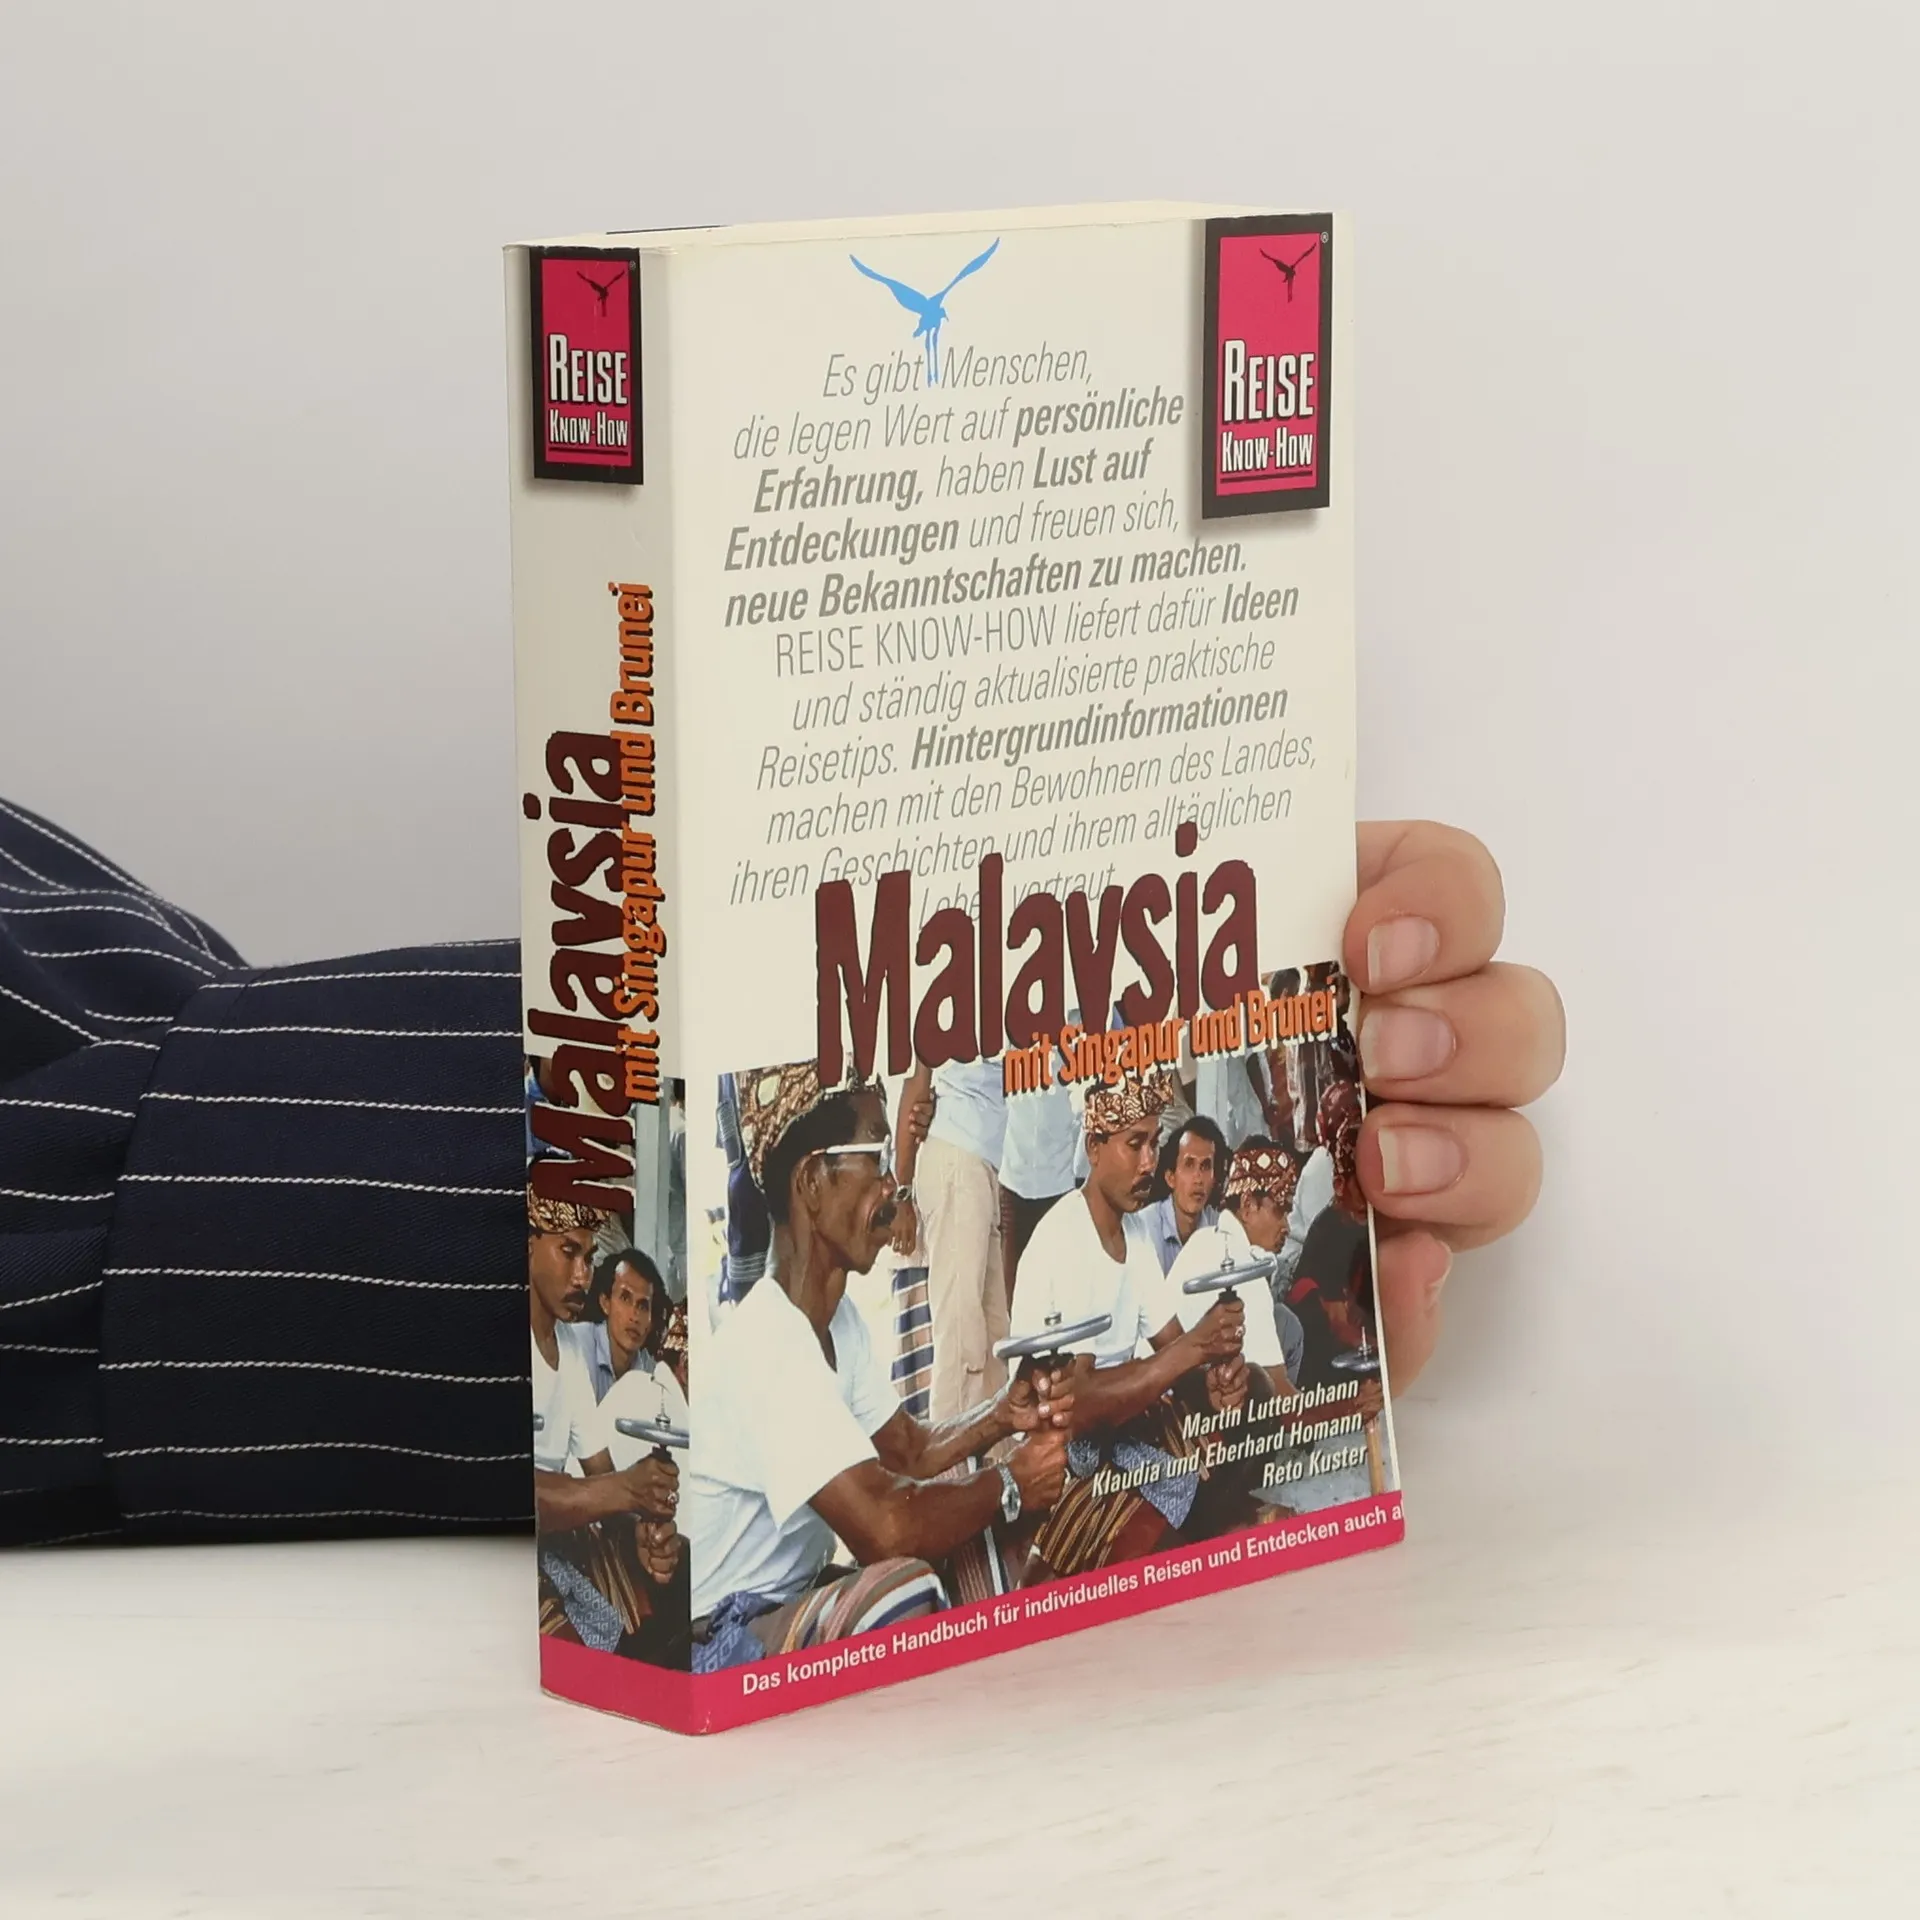 REISE
KNOW-HOW
Malaysia
mit Singapur und Brunei
REISE
KNOW-HOW
Es gibt Menschen,
die legen Wert auf persönliche
Erfahrung, haben Lust auf
Entdeckungen und freuen sich,
neue Bekanntschaften zu machen.
REISE KNOW-HOW liefert dafür Ideen
und ständig aktualisierte praktische
Reisetips. Hintergrundinformationen
machen mit den Bewohnern des Landes,
ihren Geschichten und ihrem alltäglichen
Leben vertraut
Malaysia
mit Singapur und Brunei
Martin Lutterjohann
Klaudia und Eberhard Homann
Reto Kuster
Das komplette Handbuch für individuelles Reisen und Entdecken auch